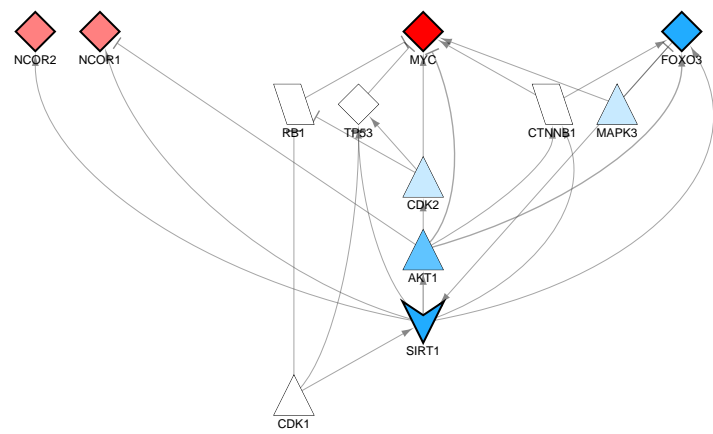 NCOR2
NCOR1
MYC
FOXO3
RB1
TP53
CTNNB1
MAPK3
CDK2
AKT1
SIRT1
CDK1